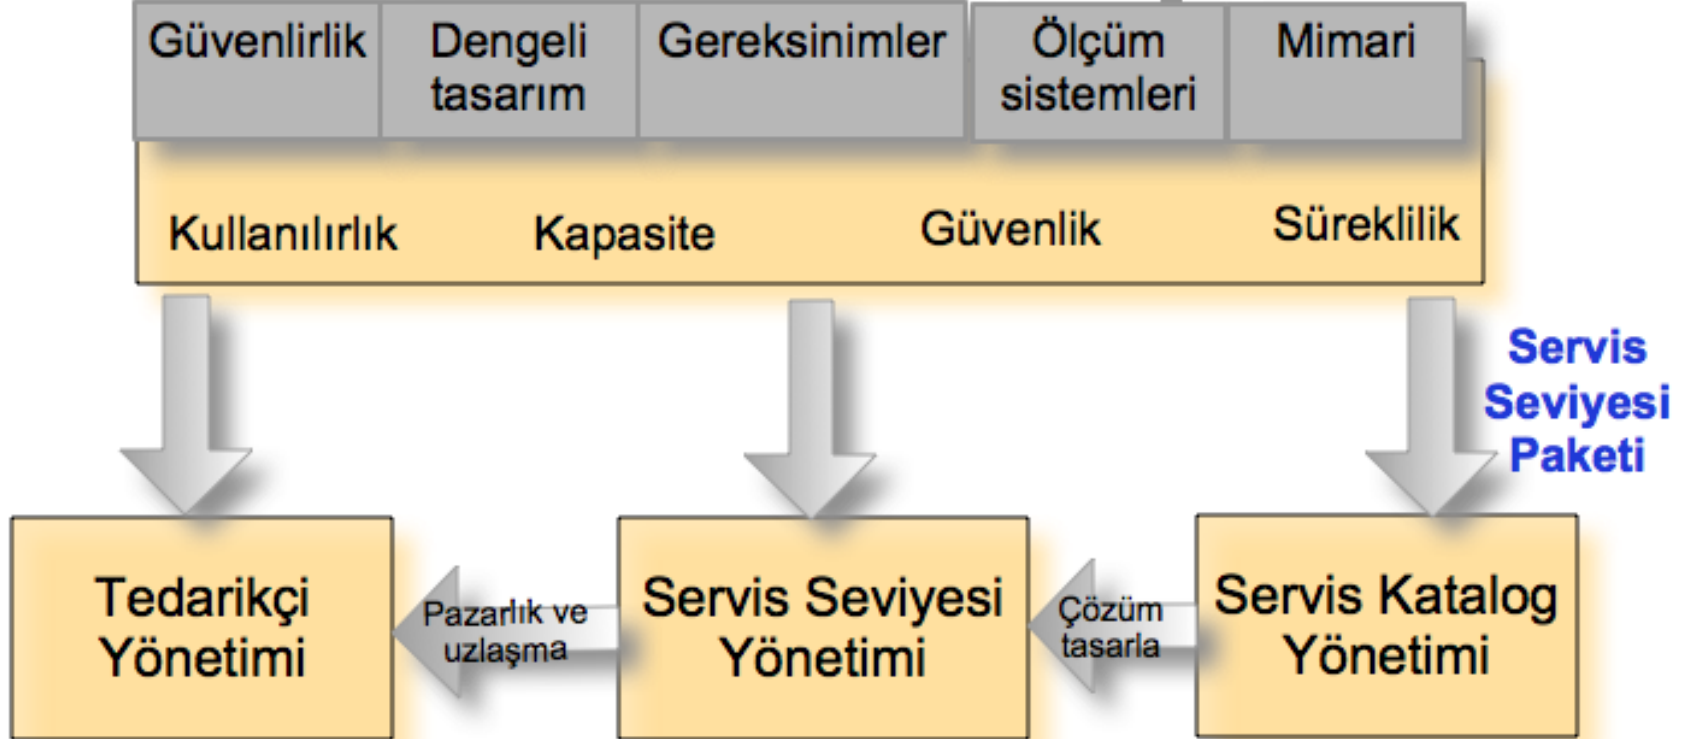 Güvenlirlik
Dengeli
tasarım
Gereksinimler
Ölçüm
sistemleri
Mimari
Kullanılırlık
Kapasite
Güvenlik
Süreklilik
Servis
Seviyesi
Paketi
Tedarikçi
Yönetimi
Pazarlık ve
uzlaşma
Servis Seviyesi
Yönetimi
Çözüm
tasarla
Servis Katalog
Yönetimi